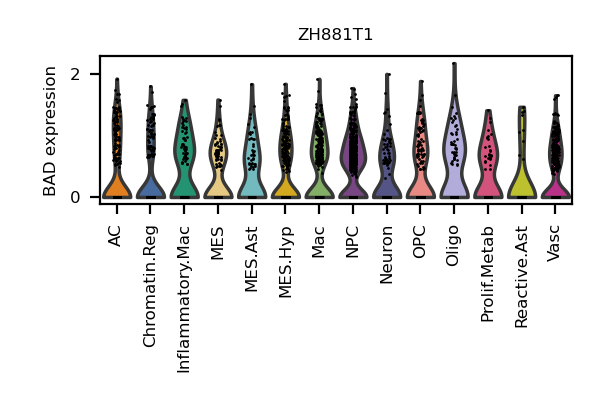 ZH881T1
BAD expression
2
0
AC
Chromatin.Reg
Inflammatory.Mac
MES
MES.Ast
MES.Hyp
Mac
NPC
Neuron
OPC
Oligo
Prolif.Metab
Reactive.Ast
Vasc